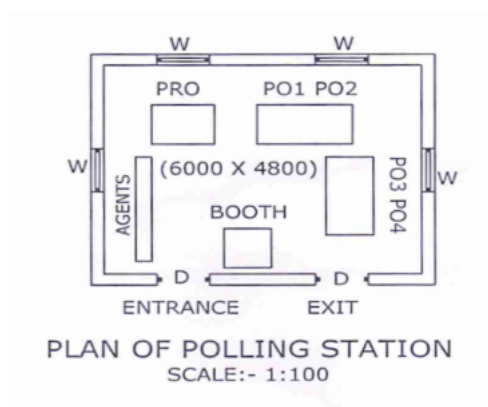 W W
PRO PO1 PO2
W (6000 X 4800) W
AGENTS
PO3 PO4
BOOTH
D D
ENTRANCE EXIT
PLAN OF POLLING STATION
SCALE:- 1:100